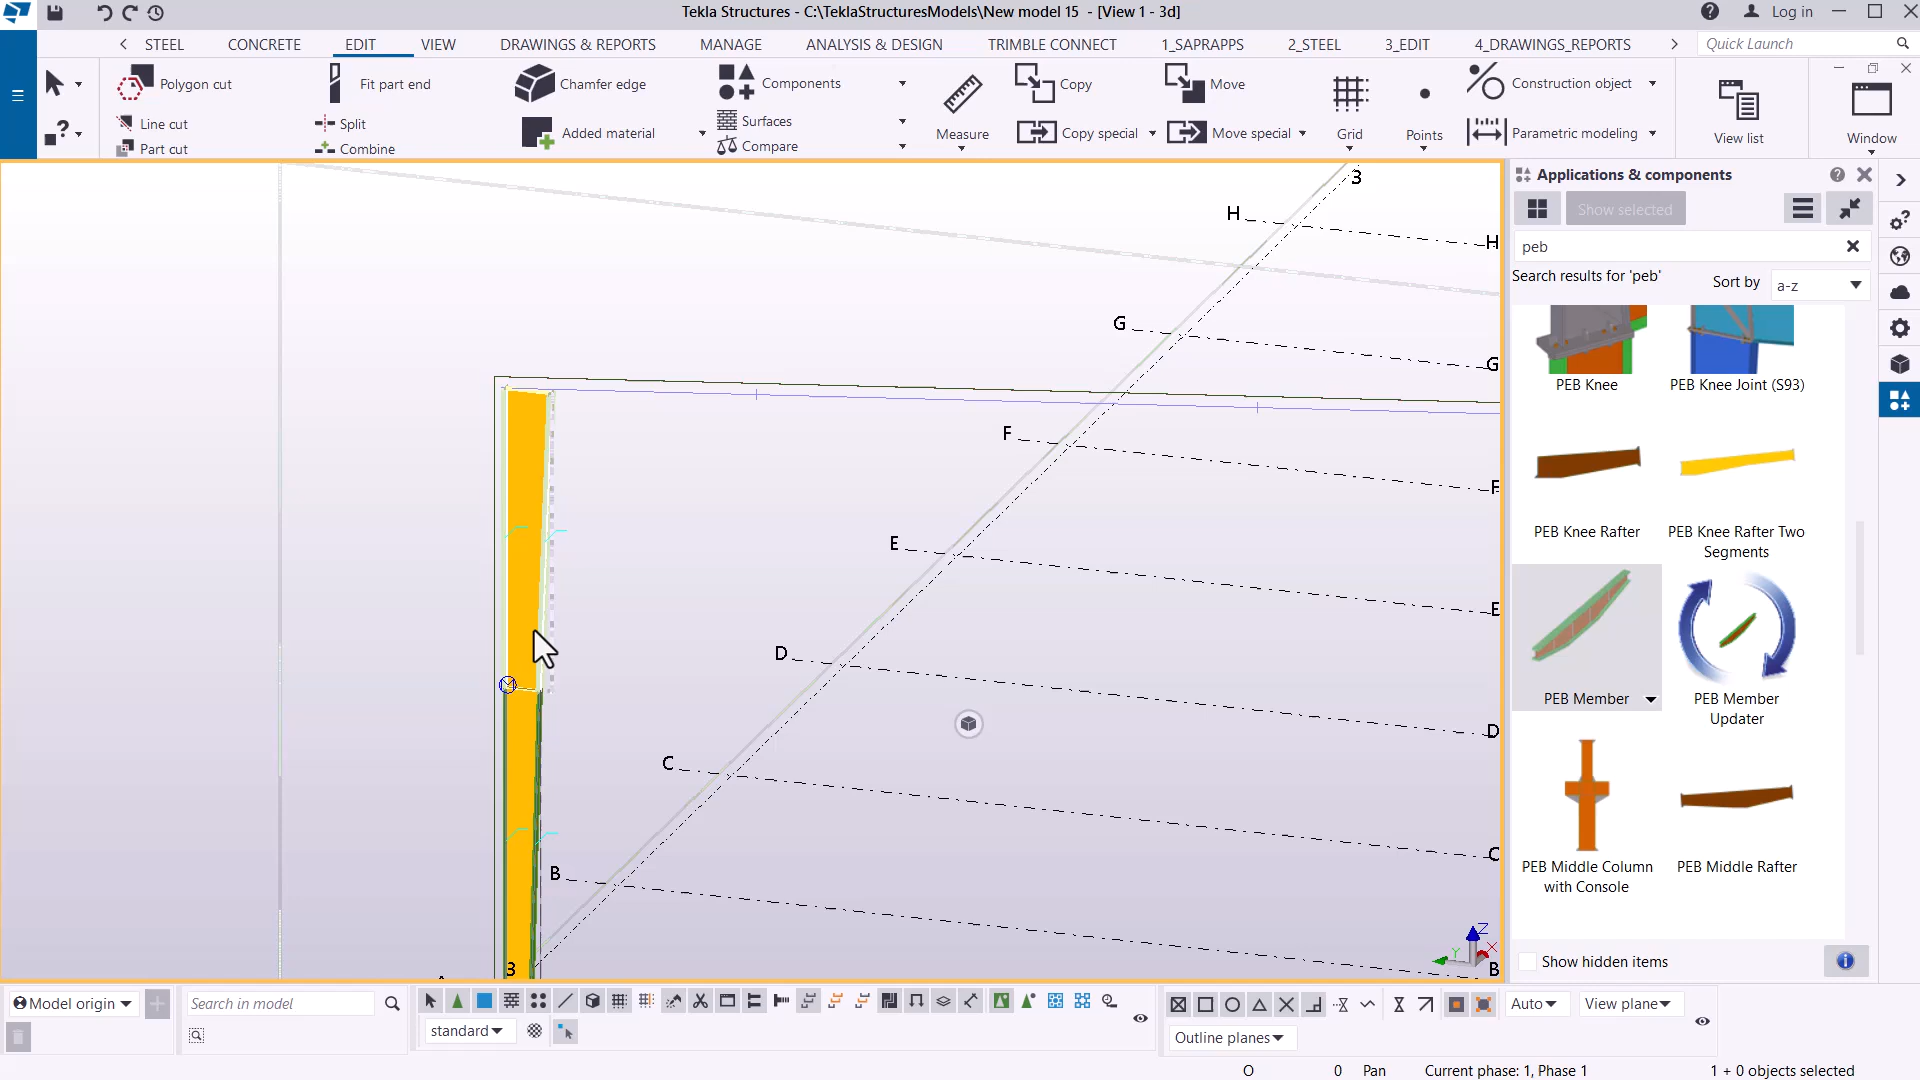 Tekla Structures - C:\TeklaStructuresModels\New model 15 - [View 1 - 3d]
Log in
STEEL CONCRETE EDIT VIEW DRAWINGS & REPORTS MANAGE ANALYSIS & DESIGN TRIMBLE CONNECT 1_SAPRAPPS 2_STEEL 3_EDIT 4_DRAWINGS_REPORTS Quick Launch
Polygon cut
Line cut
Part cut
Fit part end
Split
Combine
Chamfer edge
Added material
Components
Surfaces
Compare
Measure
Copy
Copy special
Move
Move special
Grid
Points
Construction object
Parametric modeling
View list
Window
Applications & components
Show selected
peb
Search results for 'peb'
Sort by
a-z
PEB Knee
PEB Knee Joint (S93)
PEB Knee Rafter
PEB Knee Rafter Two
Segments
PEB Member
PEB Member
Updater
PEB Middle Column
with Console
PEB Middle Rafter
Show hidden items
3
H H
G G
F F
E E
D D
C C
B B
3
Z
Y X
Model origin
Search in model
standard
Auto
View plane
Outline planes
O 0 Pan Current phase: 1, Phase 1 1 + 0 objects selected